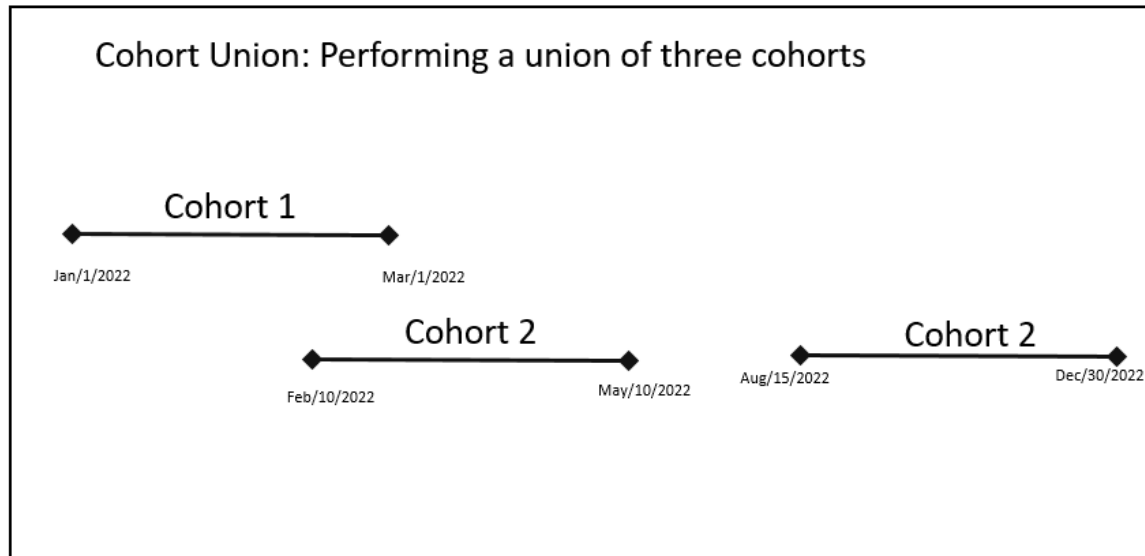 Cohort Union: Performing a union of three cohorts
Cohort 1
Jan/1/2022
Mar/1/2022
Cohort 2
Feb/10/2022
May/10/2022
Cohort 2
Aug/15/2022
Dec/30/2022